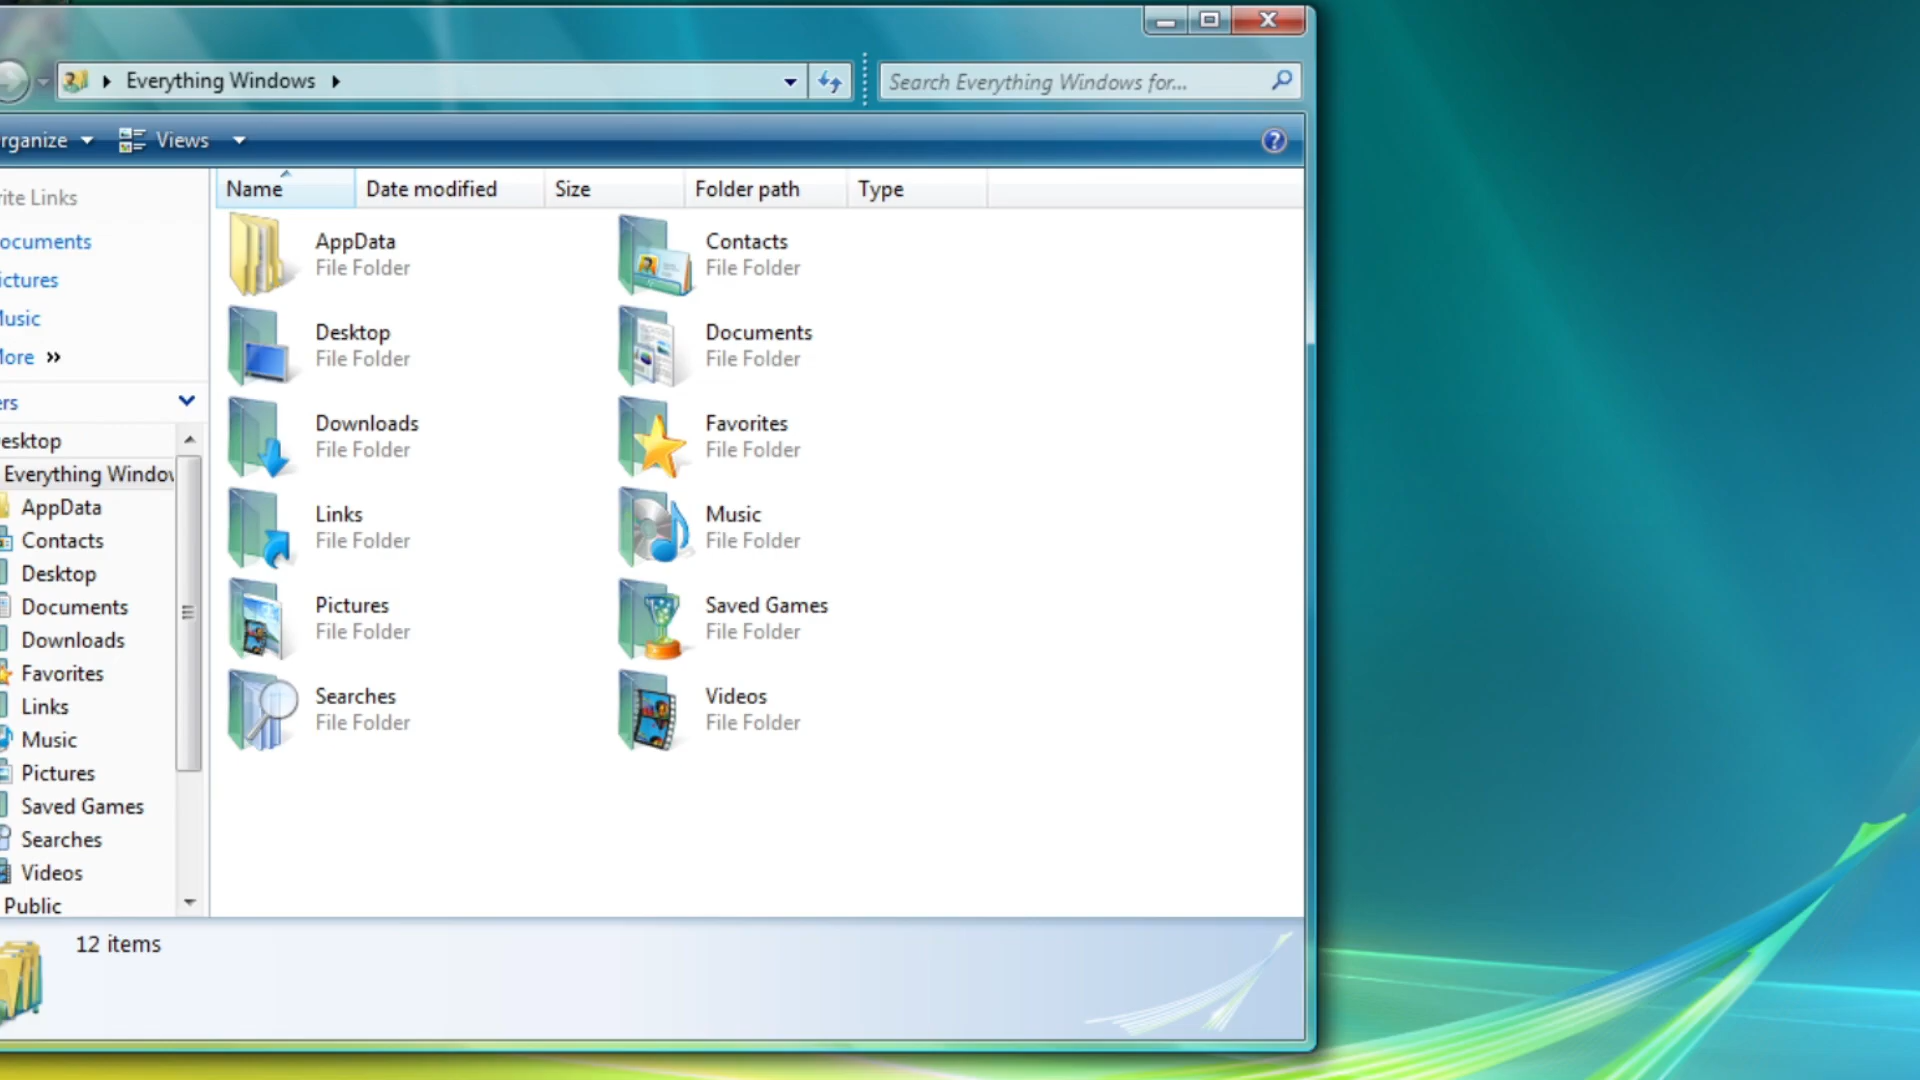 Everything Windows
Search Everything Windows for...
rganize
Views
Name
Date modified
Size
Folder path
Type
rite Links
ocuments
ictures
Music
More »
ers
esktop
Everything Window
AppData
Contacts
Desktop
Documents
Downloads
Favorites
Links
Music
Pictures
Saved Games
Searches
Videos
Public
AppData
File Folder
Contacts
File Folder
Desktop
File Folder
Documents
File Folder
Downloads
File Folder
Favorites
File Folder
Links
File Folder
Music
File Folder
Pictures
File Folder
Saved Games
File Folder
Searches
File Folder
Videos
File Folder
12 items